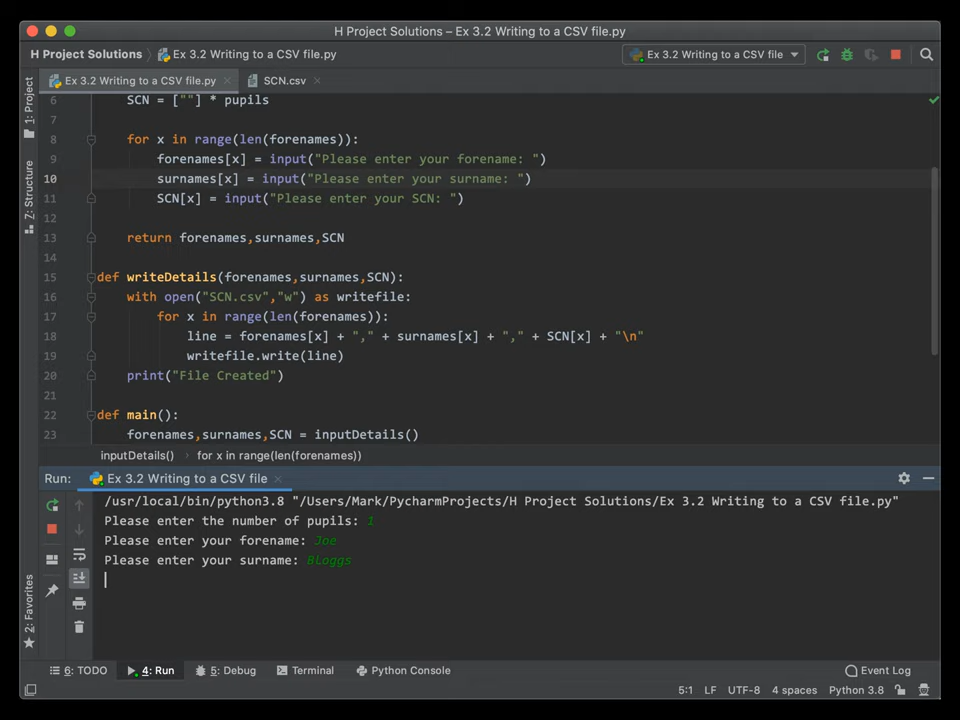 H Project Solutions – Ex 3.2 Writing to a CSV file.py
H Project Solutions Ex 3.2 Writing to a CSV file.py
Ex 3.2 Writing to a CSV file
Ex 3.2 Writing to a CSV file.py
SCN.csv
1: Project
7: Structure
2: Favorites
6 SCN = [""] * pupils
7
8 for x in range(len(forenames)):
9 forenames[x] = input("Please enter your forename: ")
10 surnames[x] = input("Please enter your surname: ")
11 SCN[x] = input("Please enter your SCN: ")
12
13 return forenames,surnames,SCN
14
15 def writeDetails(forenames,surnames,SCN):
16 with open("SCN.csv","w") as writefile:
17 for x in range(len(forenames)):
18 line = forenames[x] + "," + surnames[x] + "," + SCN[x] + "\n"
19 writefile.write(line)
20 print("File Created")
21
22 def main():
23 forenames,surnames,SCN = inputDetails()
inputDetails() for x in range(len(forenames))
Run: Ex 3.2 Writing to a CSV file
/usr/local/bin/python3.8 "/Users/Mark/PycharmProjects/H Project Solutions/Ex 3.2 Writing to a CSV file.py"
Please enter the number of pupils: 1
Please enter your forename: Joe
Please enter your surname: BLoggs
6: TODO 4: Run 5: Debug Terminal Python Console Event Log
5:1 LF UTF-8 4 spaces Python 3.8